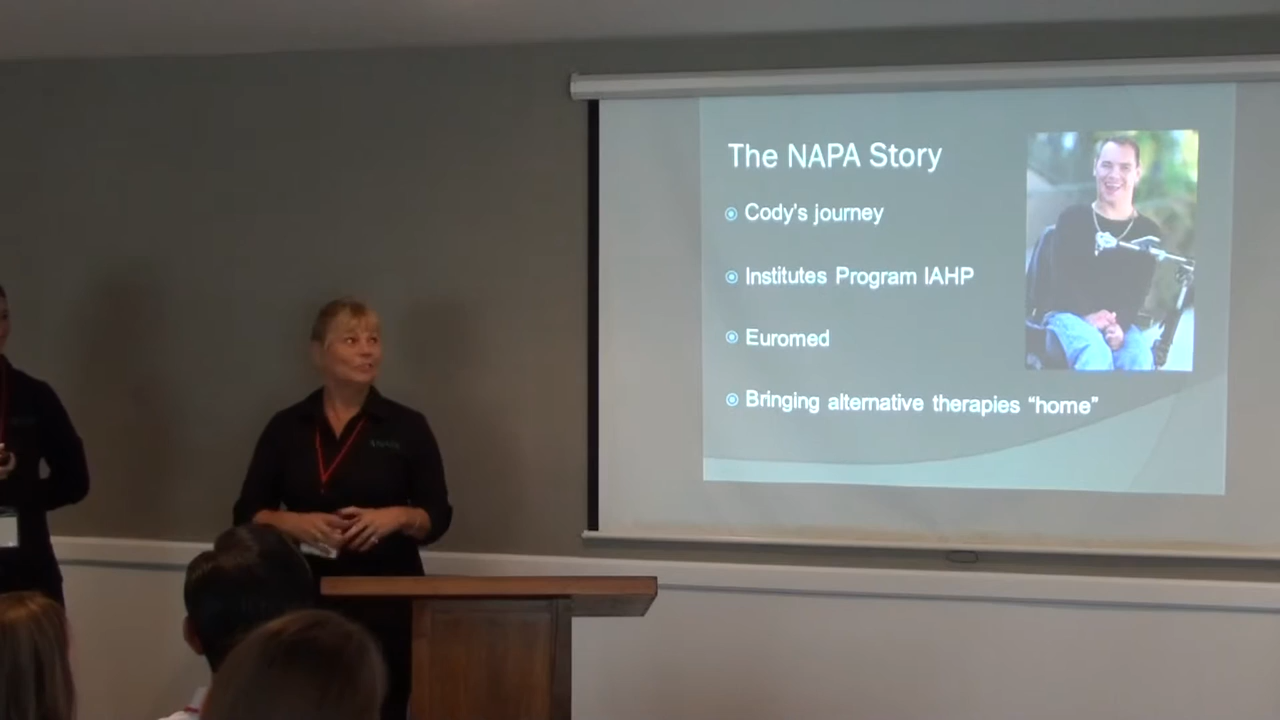 The NAPA Story
Cody's journey
Institutes Program IAHP
Euromed
Bringing alternative therapies “home”